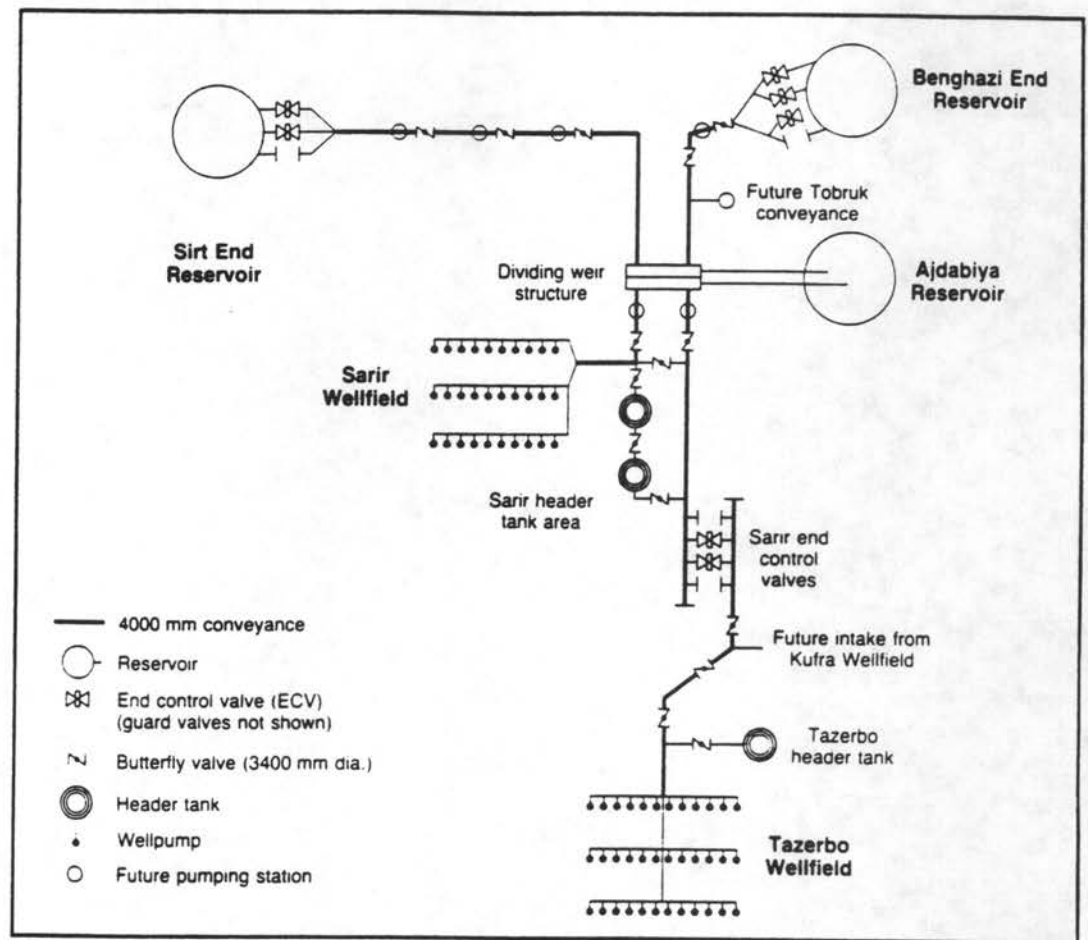 Benghazi End
Reservoir
Future Tobruk
conveyance
Sirt End
Reservoir
Dividing weir
structure
Ajdabiya
Reservoir
Sarir
Wellfield
Sarir header
tank area
Sarir end
control
valves
4000 mm conveyance
Reservoir
End control valve (ECV)
(guard valves not shown)
Butterfly valve (3400 mm dia.)
Header tank
Wellpump
Future pumping station
Future intake from
Kufra Wellfield
Tazerbo
header tank
Tazerbo
Wellfield